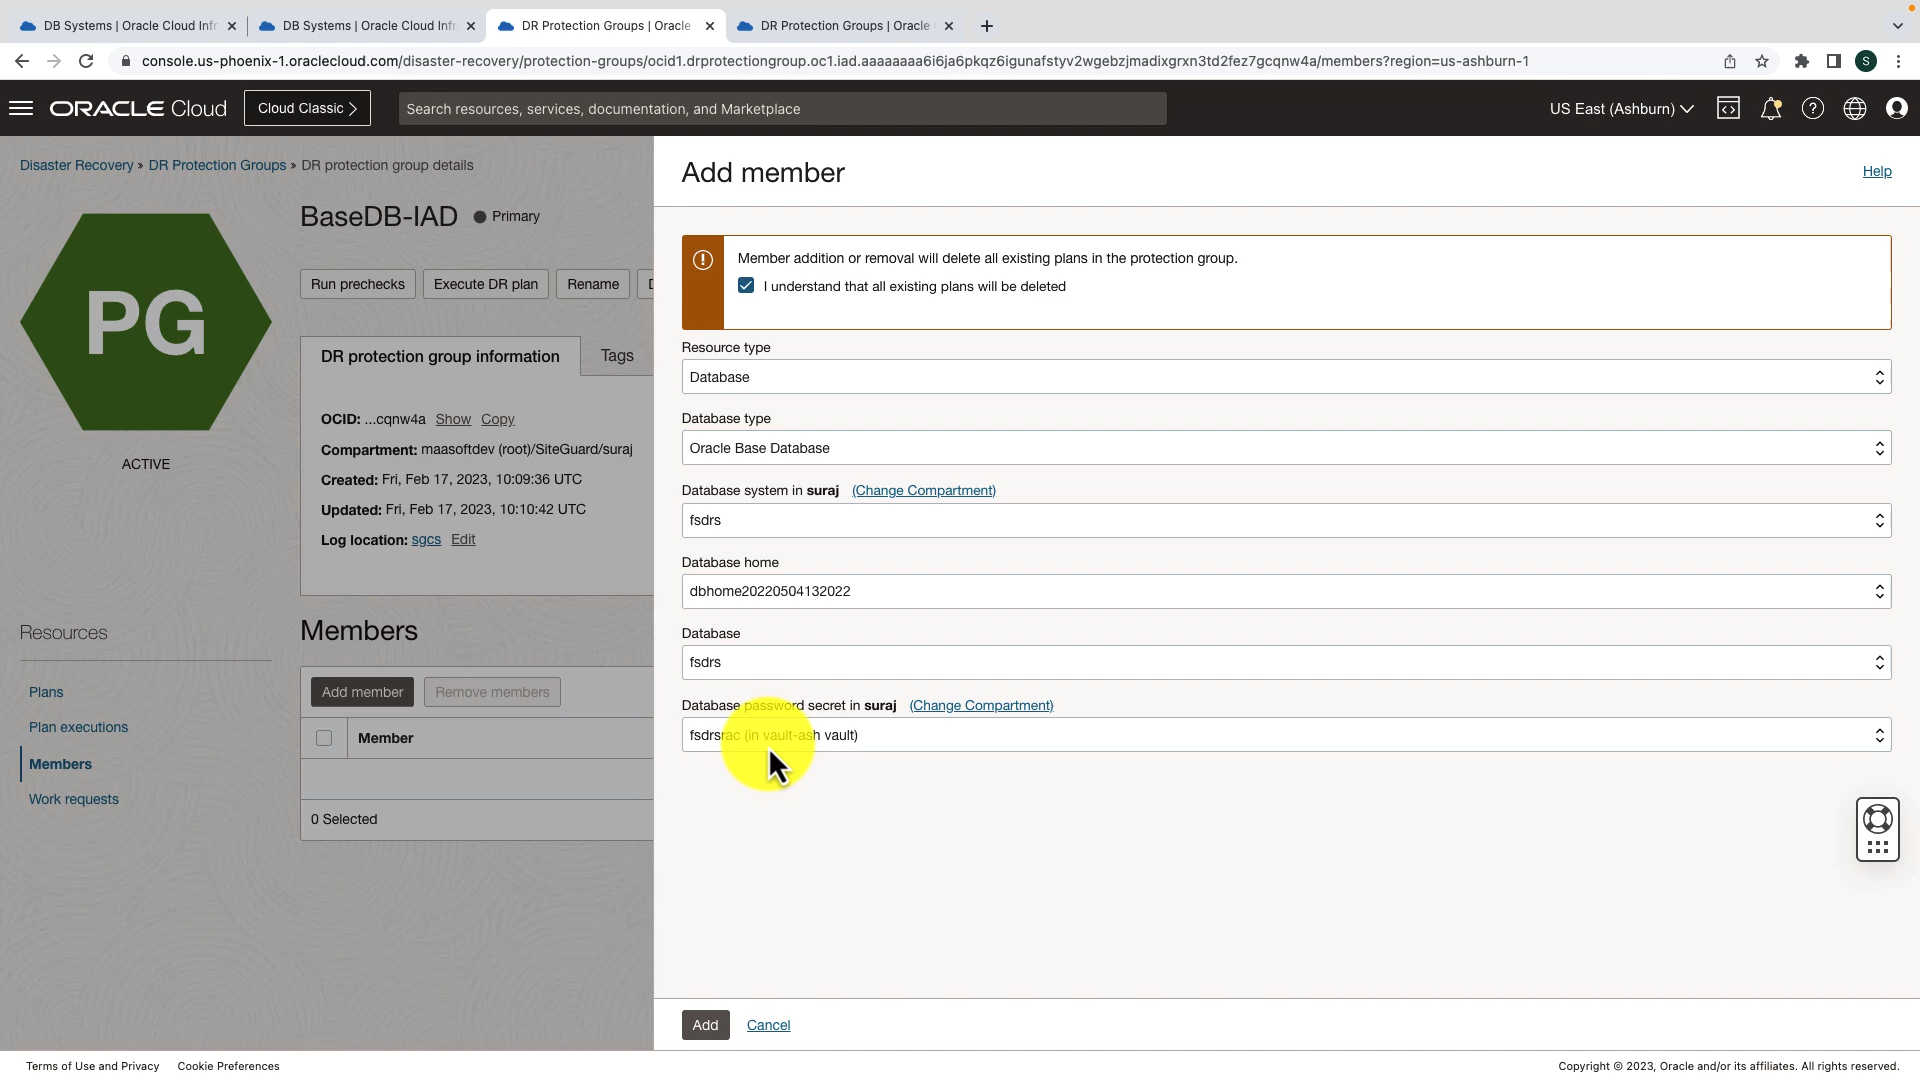 DB Systems | Oracle Cloud Infr
DB Systems | Oracle Cloud Infr
DR Protection Groups | Oracle
DR Protection Groups | Oracle
console.us-phoenix-1.oraclecloud.com/disaster-recovery/protection-groups/ocid1.drprotectiongroup.oc1.iad.aaaaaaaa6i6ja6pkqz6igunafstyv2wgebzjmadixgrxn3td2fez7gcqnw4a/members?region=us-ashburn-1
S
ORACLE Cloud
Cloud Classic
Search resources, services, documentation, and Marketplace
US East (Ashburn)
Disaster Recovery » DR Protection Groups » DR protection group details
PG
ACTIVE
BaseDB-IAD
Primary
Run prechecks
Execute DR plan
Rename
DR protection group information
Tags
OCID: ...cqnw4a Show Copy
Compartment: maasoftdev (root)/SiteGuard/suraj
Created: Fri, Feb 17, 2023, 10:09:36 UTC
Updated: Fri, Feb 17, 2023, 10:10:42 UTC
Log location: sgcs Edit
Resources
Plans
Plan executions
Members
Work requests
Members
Add member
Remove members
Member
0 Selected
Add member
Help
Member addition or removal will delete all existing plans in the protection group.
I understand that all existing plans will be deleted
Resource type
Database
Database type
Oracle Base Database
Database system in suraj (Change Compartment)
fsdrs
Database home
dbhome20220504132022
Database
fsdrs
Database password secret in suraj (Change Compartment)
fsdrsrac (in vault-ash vault)
Add
Cancel
Terms of Use and Privacy
Cookie Preferences
Copyright © 2023, Oracle and/or its affiliates. All rights reserved.